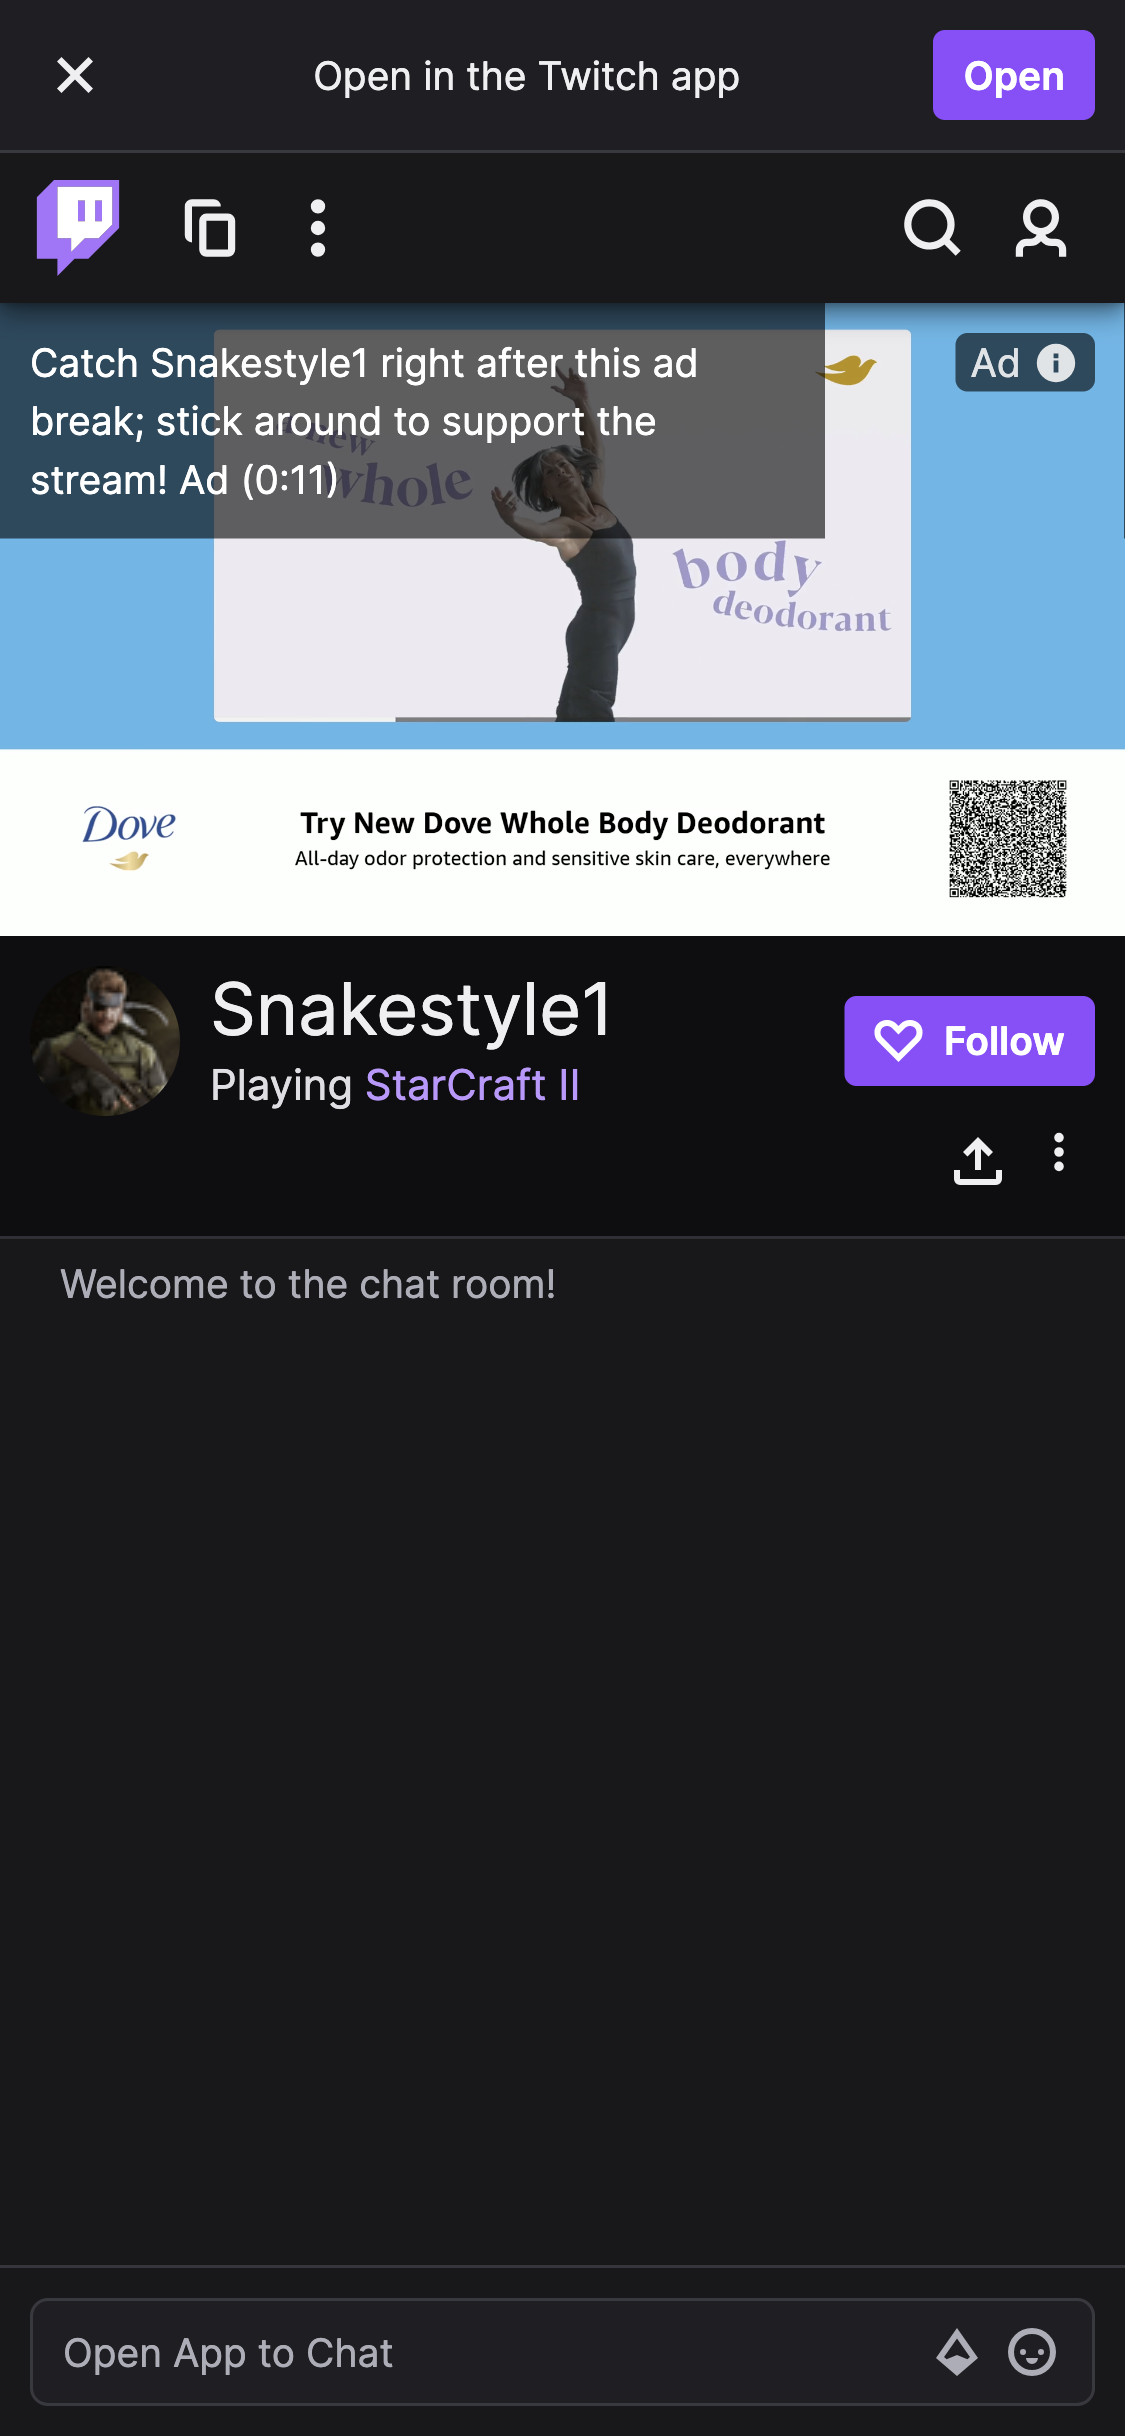 Open in the Twitch app
Open
Catch Snakestyle1 right after this ad
break; stick around to support the
stream! Ad (0:11)
Ad
new
whole
body
deodorant
Dove
Try New Dove Whole Body Deodorant
All-day odor protection and sensitive skin care, everywhere
Snakestyle1
Follow
Playing StarCraft II
Welcome to the chat room!
Open App to Chat